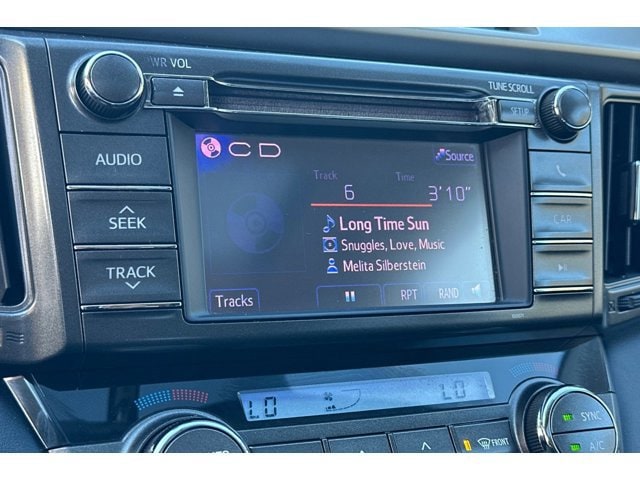 PWR VOL
TUNE SCROLL
SETUP
AUDIO
SEEK
TRACK
CD
Source
Track
Time
6
3'10"
Long Time Sun
Snuggles, Love, Music
Melita Silberstein
Tracks
RPT
RAND
CAR
LO
LO
SYNC
A/C
FRONT